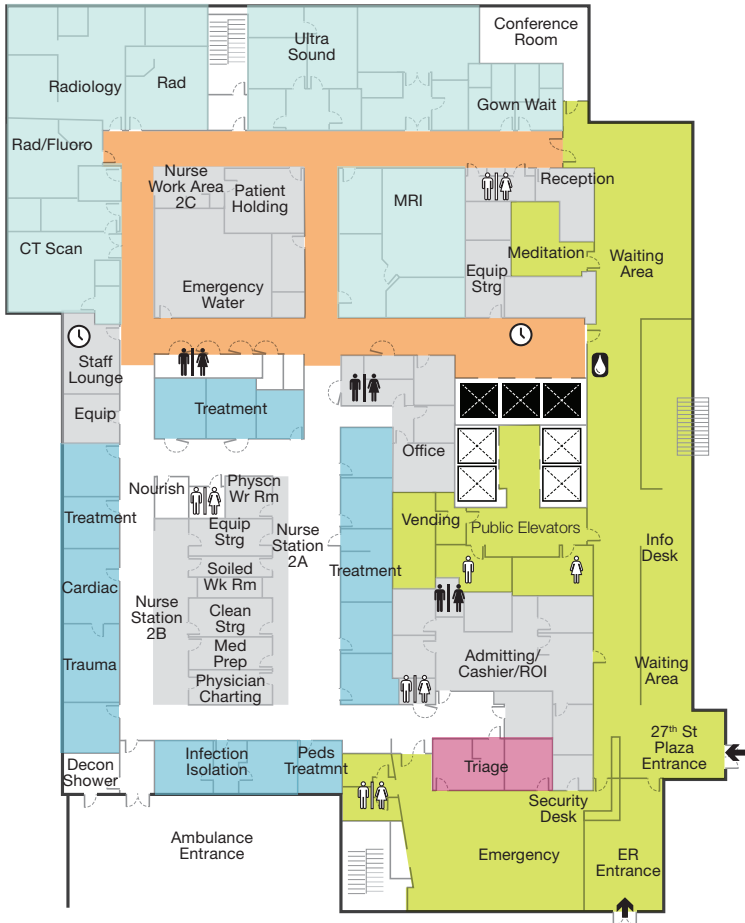 Conference
Room
Ultra
Sound
Radiology
Rad
Gown Wait
Rad/Fluoro
Nurse
Work Area
2C
Patient
Holding
MRI
Reception
CT Scan
Meditation
Waiting
Area
Equip
Strg
Emergency
Water
Staff
Lounge
Equip
Treatment
Office
Nourish
Physcn
Wr Rm
Vending
Public Elevators
Treatment
Equip
Strg
Nurse
Station
2A
Info
Desk
Soiled
Wk Rm
Treatment
Cardiac
Nurse
Station
2B
Clean
Strg
Med
Prep
Trauma
Physician
Charting
Admitting/
Cashier/ROI
Waiting
Area
27th St
Plaza
Entrance
Decon
Shower
Infection
Isolation
Peds
Treatmnt
Triage
Security
Desk
Ambulance
Entrance
Emergency
ER
Entrance